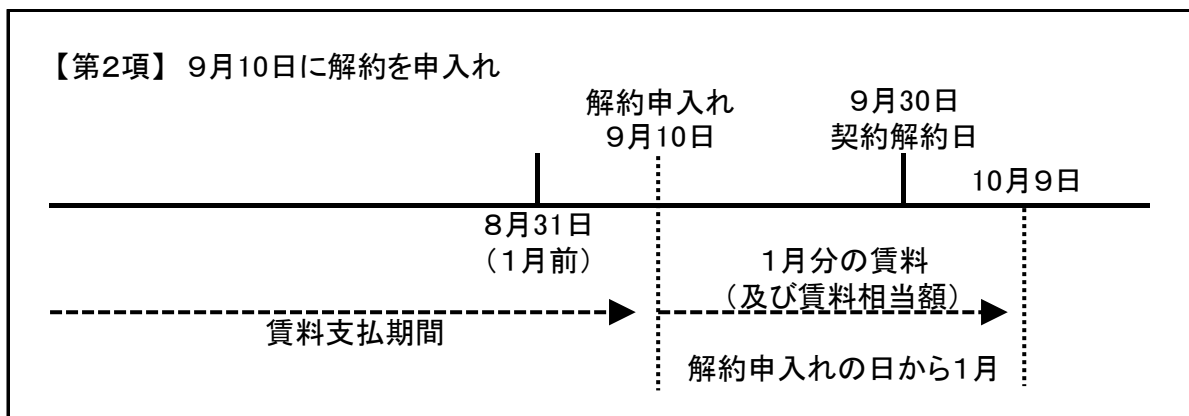 【第2項】 9月10日に解約を申入れ
解約申入れ
9月10日
9月30日
契約解約日
10月9日
8月31日
（1月前）
1月分の賃料
（及び賃料相当額）
賃料支払期間
解約申入れの日から1月